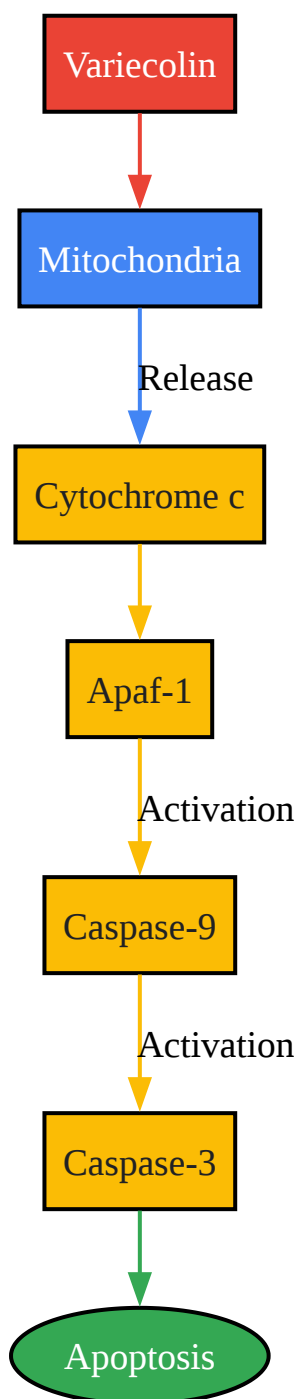 Variecolin
Mitochondria
Release
Cytochrome c
Apaf-1
Activation
Caspase-9
Activation
Caspase-3
Apoptosis